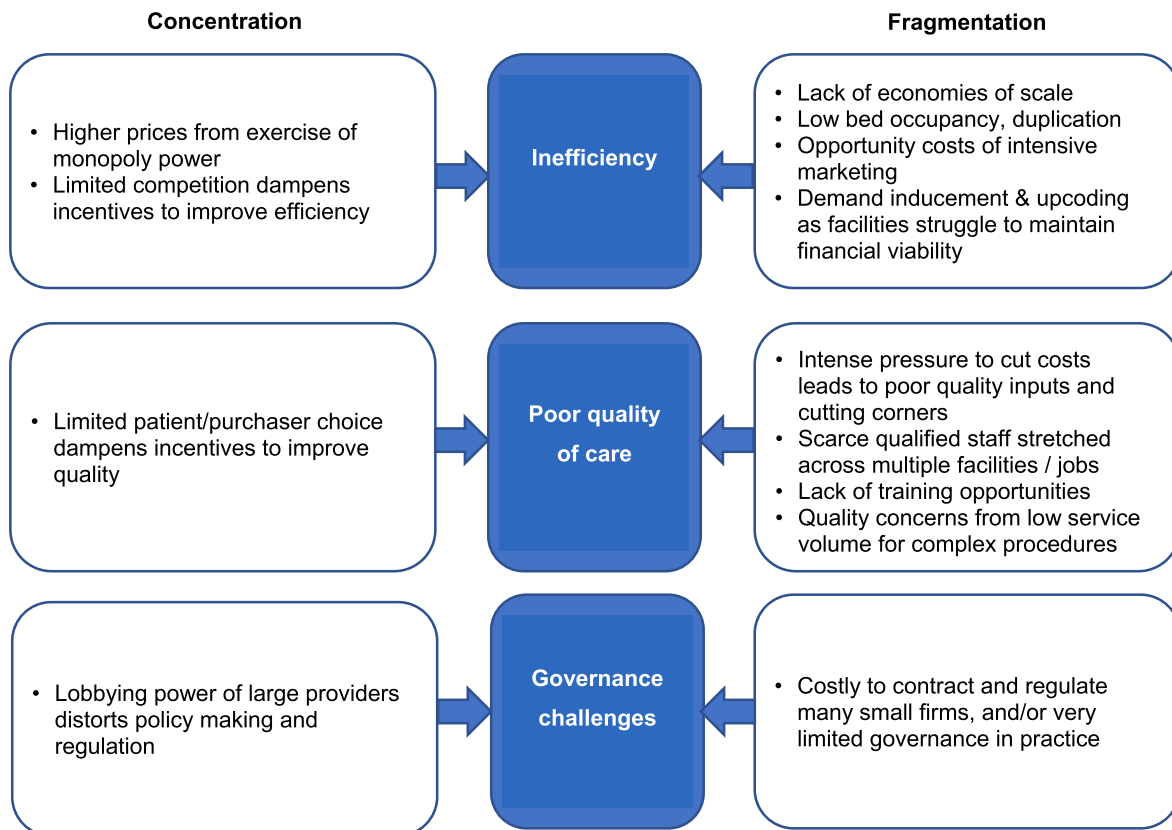 Concentration
Fragmentation
• Higher prices from exercise of
monopoly power
• Limited competition dampens
incentives to improve efficiency
Inefficiency
• Lack of economies of scale
• Low bed occupancy, duplication
• Opportunity costs of intensive
marketing
• Demand inducement & upcoding
as facilities struggle to maintain
financial viability
• Limited patient/purchaser choice
dampens incentives to improve
quality
Poor quality
of care
• Intense pressure to cut costs
leads to poor quality inputs and
cutting corners
• Scarce qualified staff stretched
across multiple facilities / jobs
• Lack of training opportunities
• Quality concerns from low service
volume for complex procedures
• Lobbying power of large providers
distorts policy making and
regulation
Governance
challenges
• Costly to contract and regulate
many small firms, and/or very
limited governance in practice